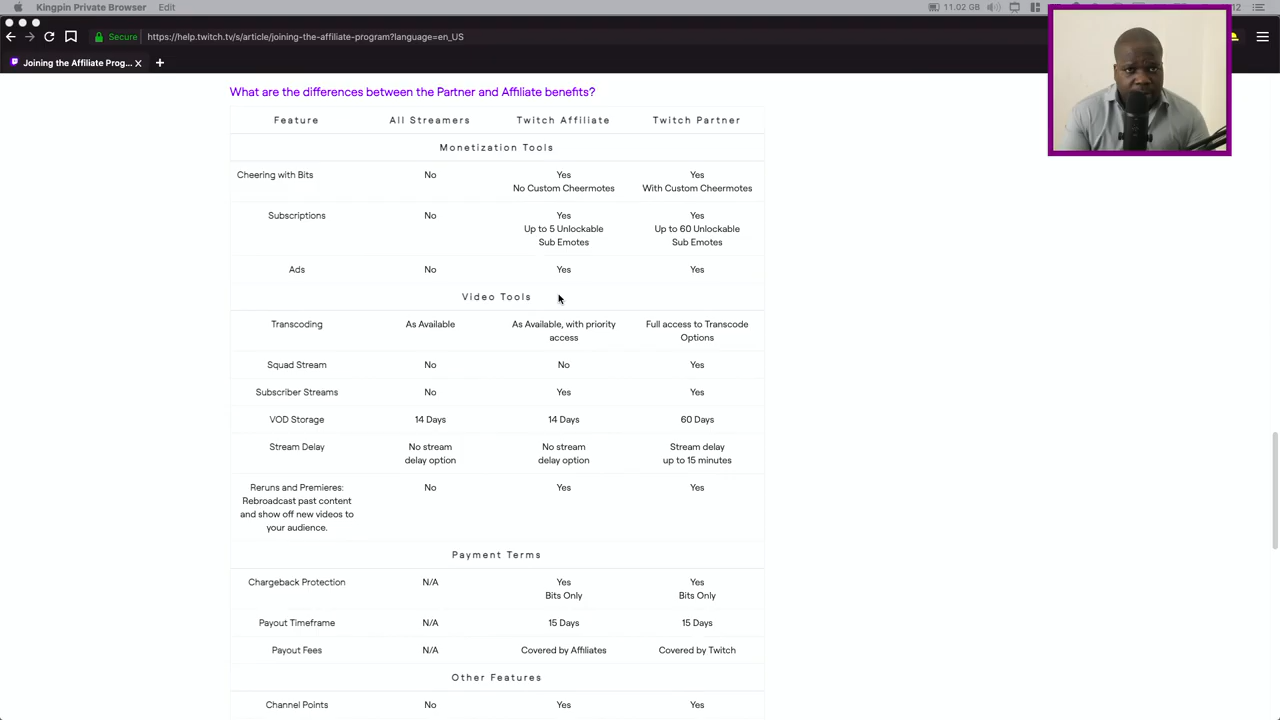 Kingpin Private Browser Edit 11.02 GB 12
Secure https://help.twitch.tv/article/joining-the-affiliate-program?language=en_US
Joining the Affiliate Prog...
What are the differences between the Partner and Affiliate benefits?
Feature All Streamers Twitch Affiliate Twitch Partner
Monetization Tools
Cheering with Bits No Yes Yes
No Custom Cheermotes With Custom Cheermotes
Subscriptions No Yes Yes
Up to 5 Unlockable Up to 60 Unlockable
Sub Emotes Sub Emotes
Ads No Yes Yes
Video Tools
Transcoding As Available As Available, with priority Full access to Transcode
access Options
Squad Stream No No Yes
Subscriber Streams No Yes Yes
VOD Storage 14 Days 14 Days 60 Days
Stream Delay No stream No stream Stream delay
delay option delay option up to 15 minutes
Reruns and Premieres: No Yes Yes
Rebroadcast past content
and show off new videos to
your audience.
Payment Terms
Chargeback Protection N/A Yes Yes
Bits Only Bits Only
Payout Timeframe N/A 15 Days 15 Days
Payout Fees N/A Covered by Affiliates Covered by Twitch
Other Features
Channel Points No Yes Yes